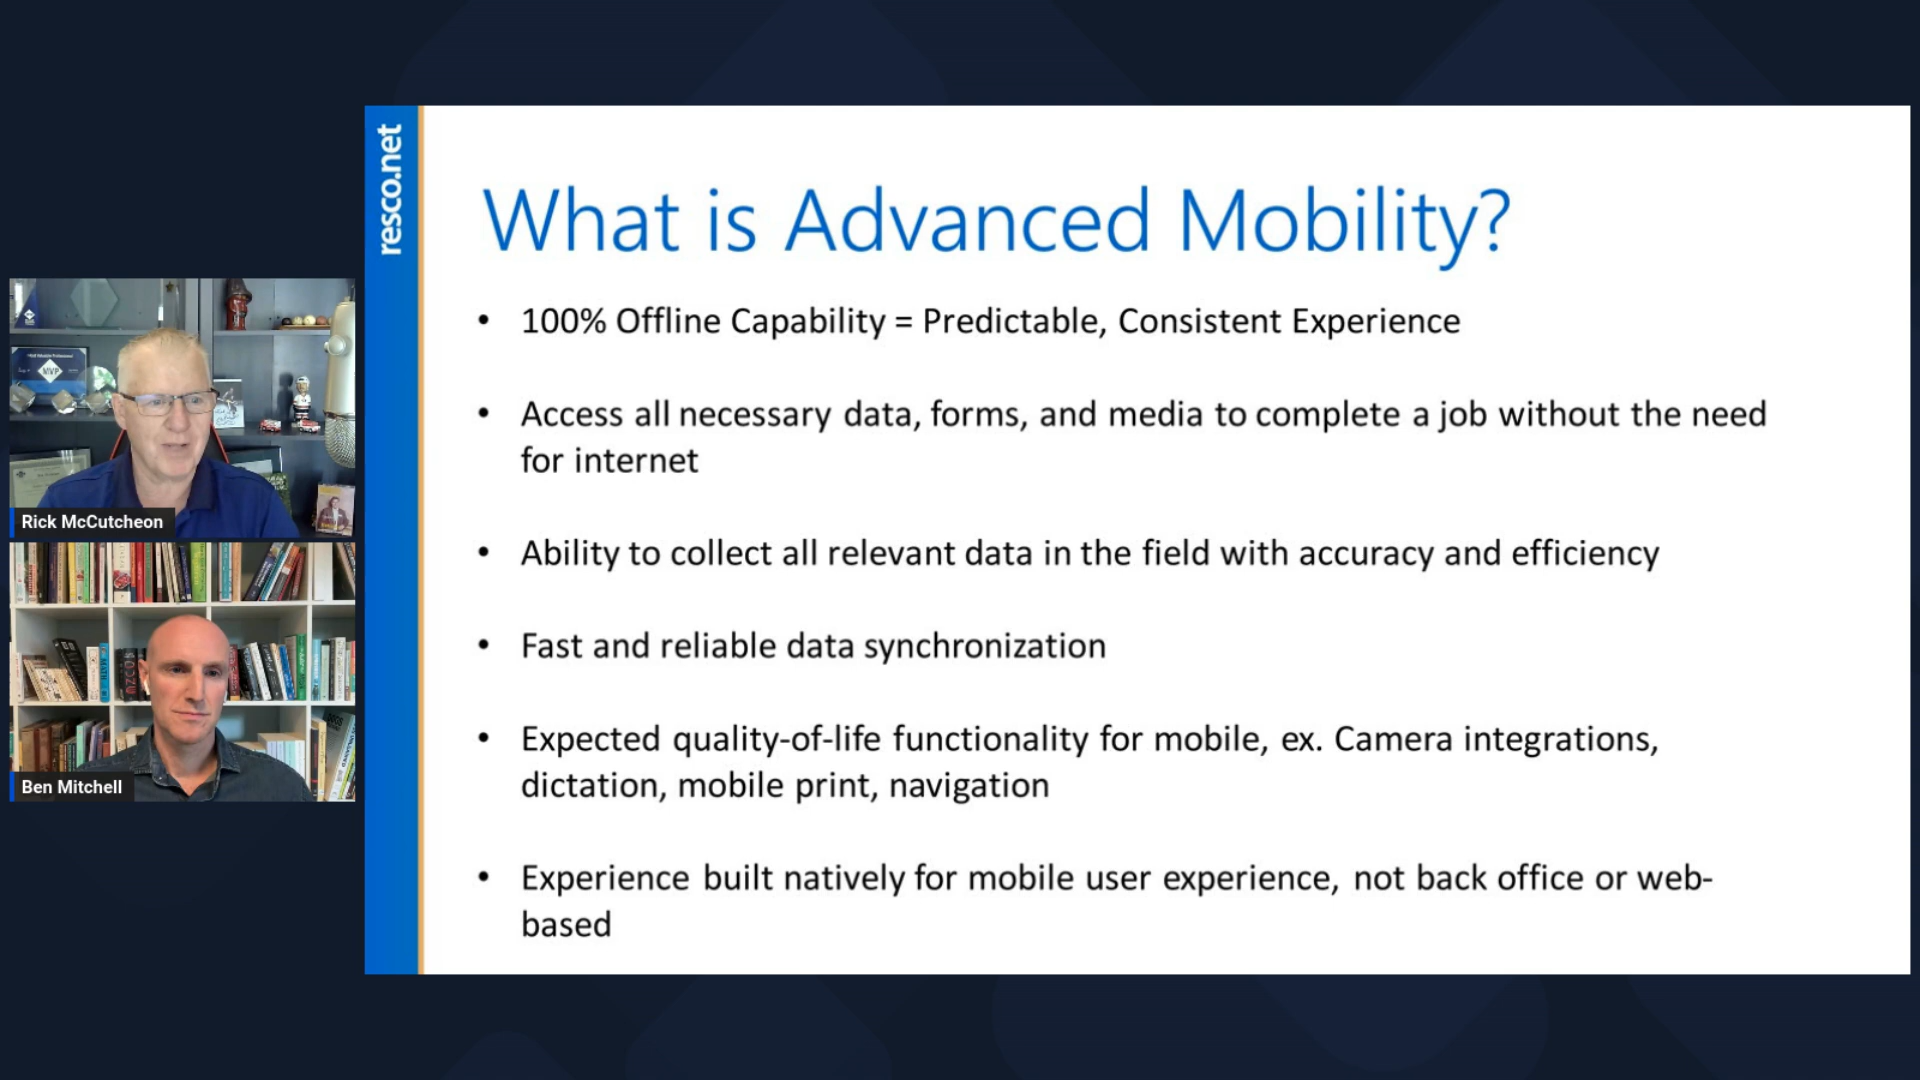 resco.net
What is Advanced Mobility?
• 100% Offline Capability = Predictable, Consistent Experience
• Access all necessary data, forms, and media to complete a job without the need
for internet
• Ability to collect all relevant data in the field with accuracy and efficiency
• Fast and reliable data synchronization
• Expected quality-of-life functionality for mobile, ex. Camera integrations,
dictation, mobile print, navigation
• Experience built natively for mobile user experience, not back office or web-
based
MVP
Rick McCutcheon
Ben Mitchell